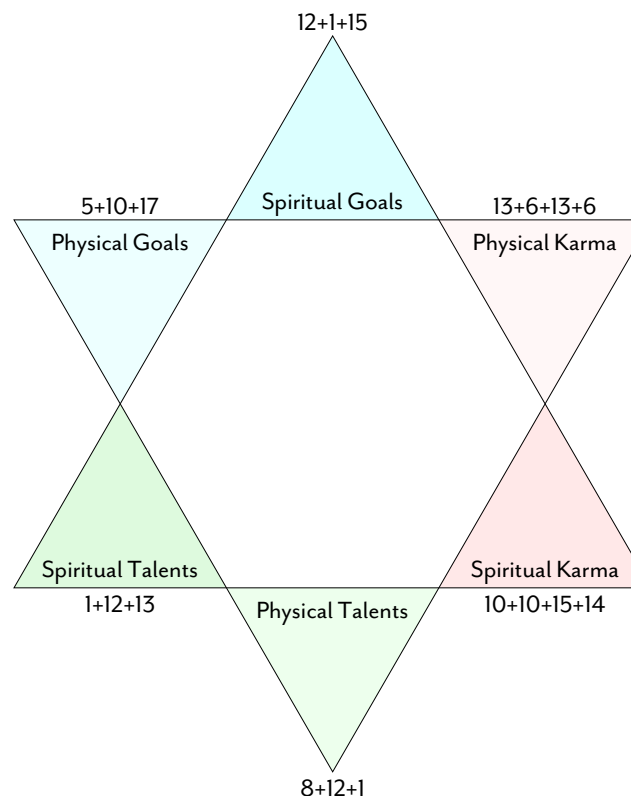 12+1+15
Spiritual Goals
5+10+17
13+6+13+6
Physical Goals
Physical Karma
Spiritual Talents
Spiritual Karma
1+12+13
Physical Talents
10+10+15+14
8+12+1